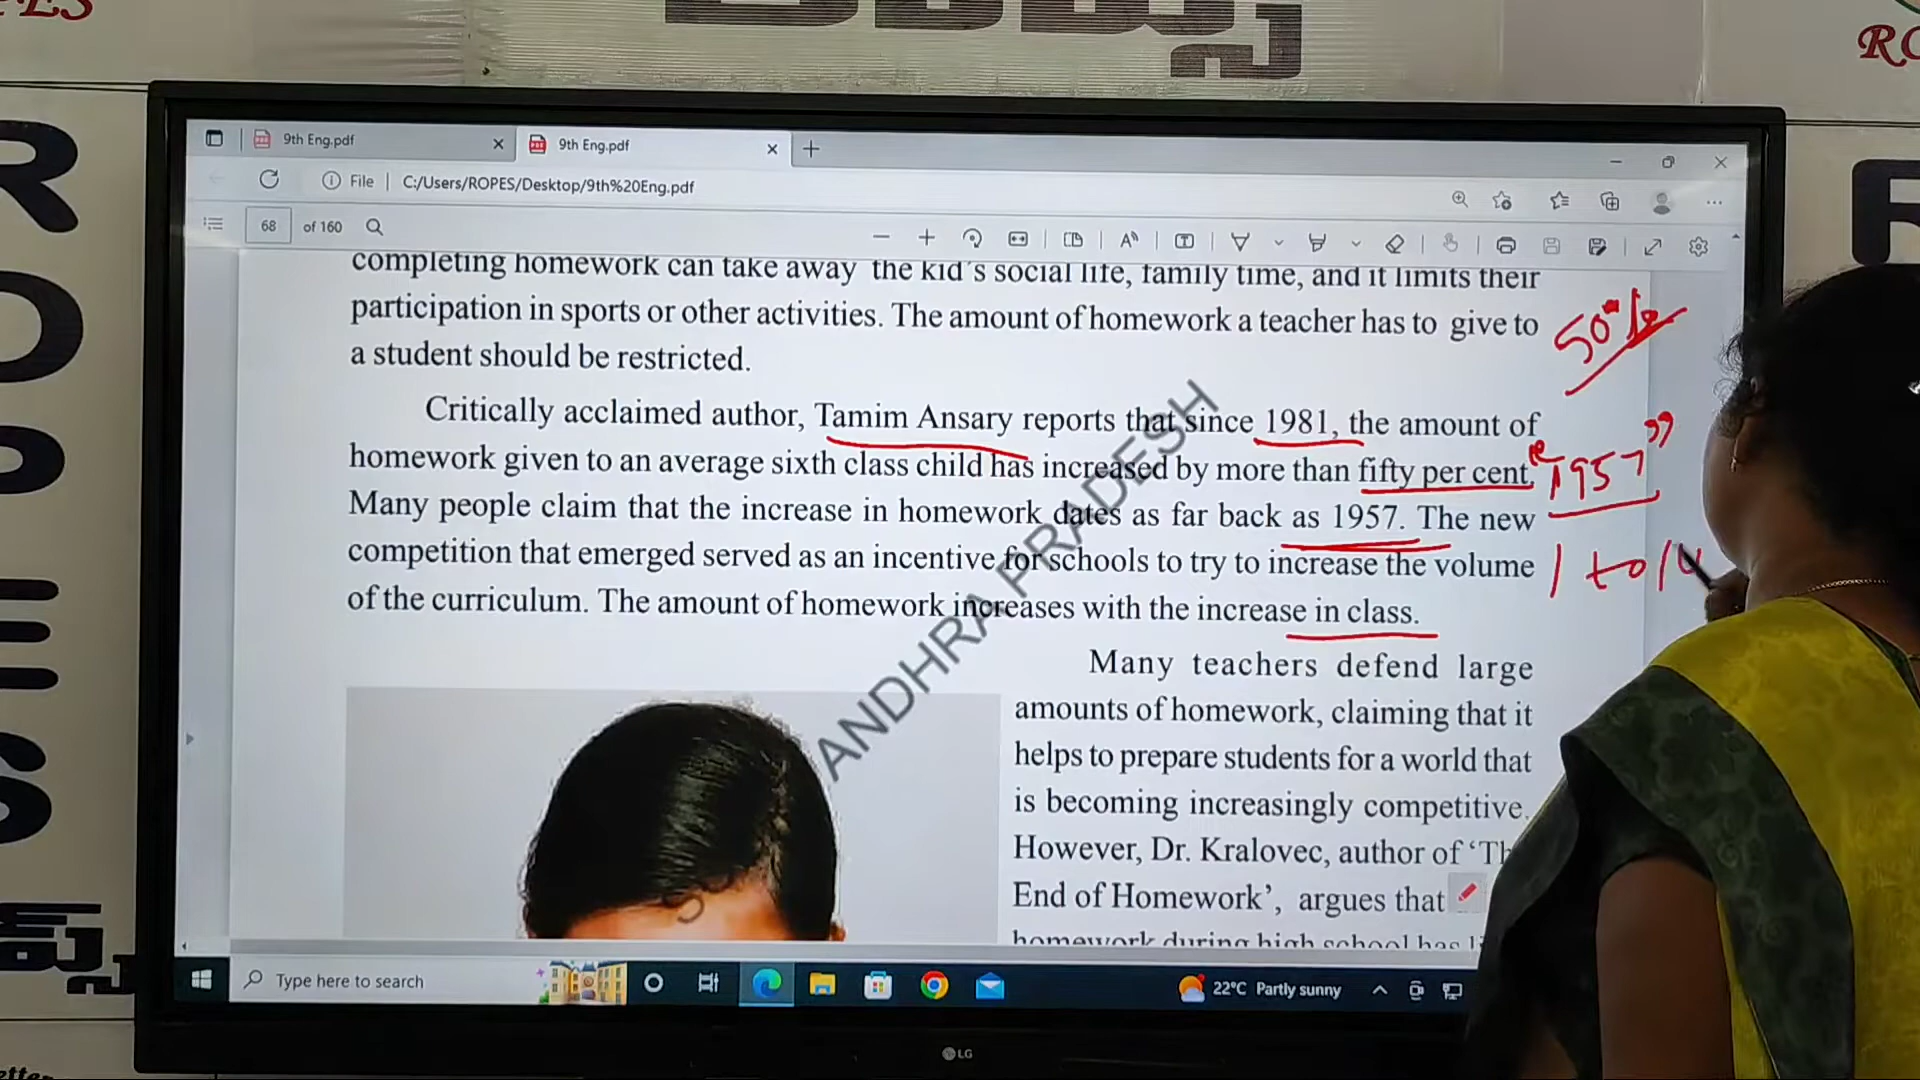 RO
9th Eng.pdf
9th Eng.pdf
File
C:/Users/ROPES/Desktop/9th%20Eng.pdf
68 of 160
completing homework can take away the kid's social life, family time, and it limits their
participation in sports or other activities. The amount of homework a teacher has to give to
a student should be restricted.
50%
Critically acclaimed author, Tamim Ansary reports that since 1981, the amount of
homework given to an average sixth class child has increased by more than fifty per cent.
"1957"
Many people claim that the increase in homework dates as far back as 1957. The new
competition that emerged served as an incentive for schools to try to increase the volume
1 to 10
of the curriculum. The amount of homework increases with the increase in class.
ANDHRA PRADESH
Many teachers defend large
amounts of homework, claiming that it
helps to prepare students for a world that
is becoming increasingly competitive.
However, Dr. Kralovec, author of ‘Th
End of Homework’, argues that
homework during high school has
Type here to search
22°C Partly sunny
LG
R
O
P
E
S